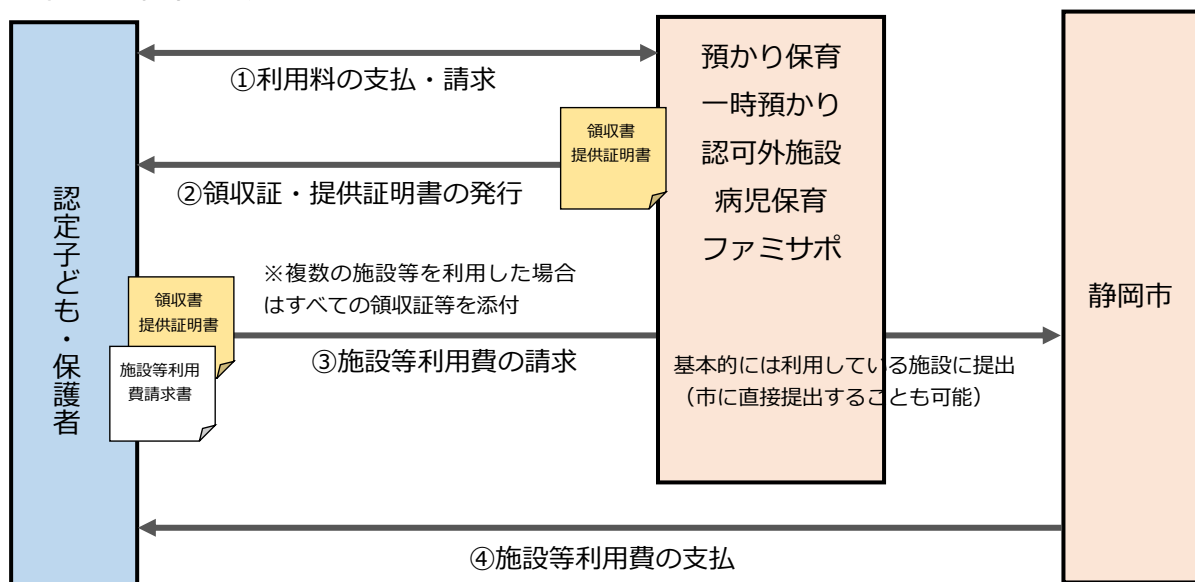 認定子ども・保護者
①利用料の支払・請求
領収書
提供証明書
②領収証・提供証明書の発行
預かり保育
一時預かり
認可外施設
病児保育
ファミサポ
※複数の施設等を利用した場合
はすべての領収証等を添付
領収書
提供証明書
施設等利用
費請求書
③施設等利用費の請求
基本的には利用している施設に提出
（市に直接提出することも可能）
静岡市
④施設等利用費の支払